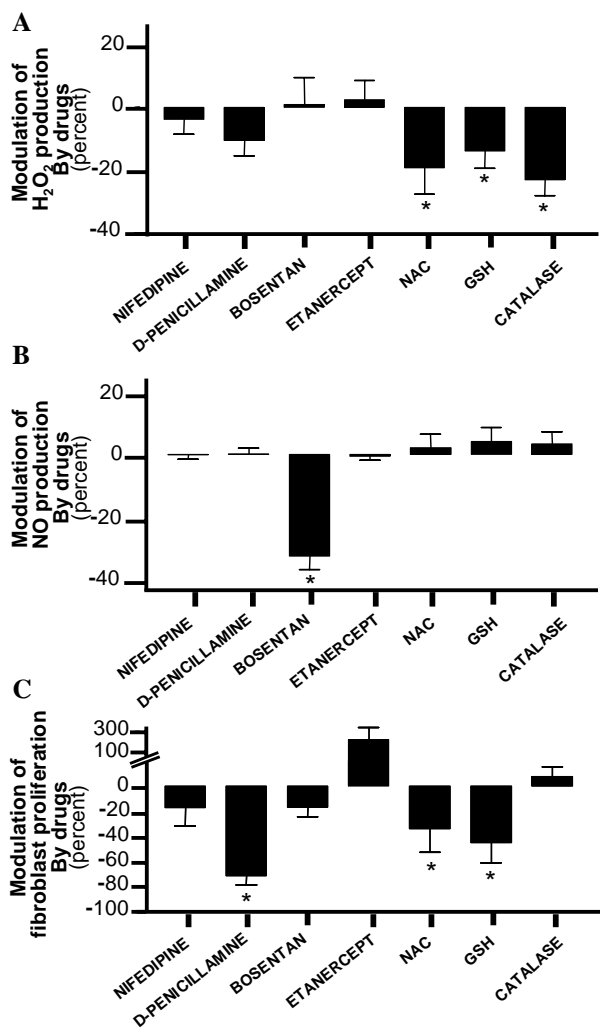 A
Modulation of
H₂O₂ production
By drugs
(percent)
20
0
-20
-40
*
*
*
NIFEDIPINE
D-PENICILLAMINE
BOSENTAN
ETANERCEPT
NAC
GSH
CATALASE
B
Modulation of
NO production
By drugs
(percent)
20
0
-20
-40
*
NIFEDIPINE
D-PENICILLAMINE
BOSENTAN
ETANERCEPT
NAC
GSH
CATALASE
C
Modulation of
fibroblast proliferation
By drugs
(percent)
300
100
0
-20
-40
-60
-80
-100
*
*
*
NIFEDIPINE
D-PENICILLAMINE
BOSENTAN
ETANERCEPT
NAC
GSH
CATALASE